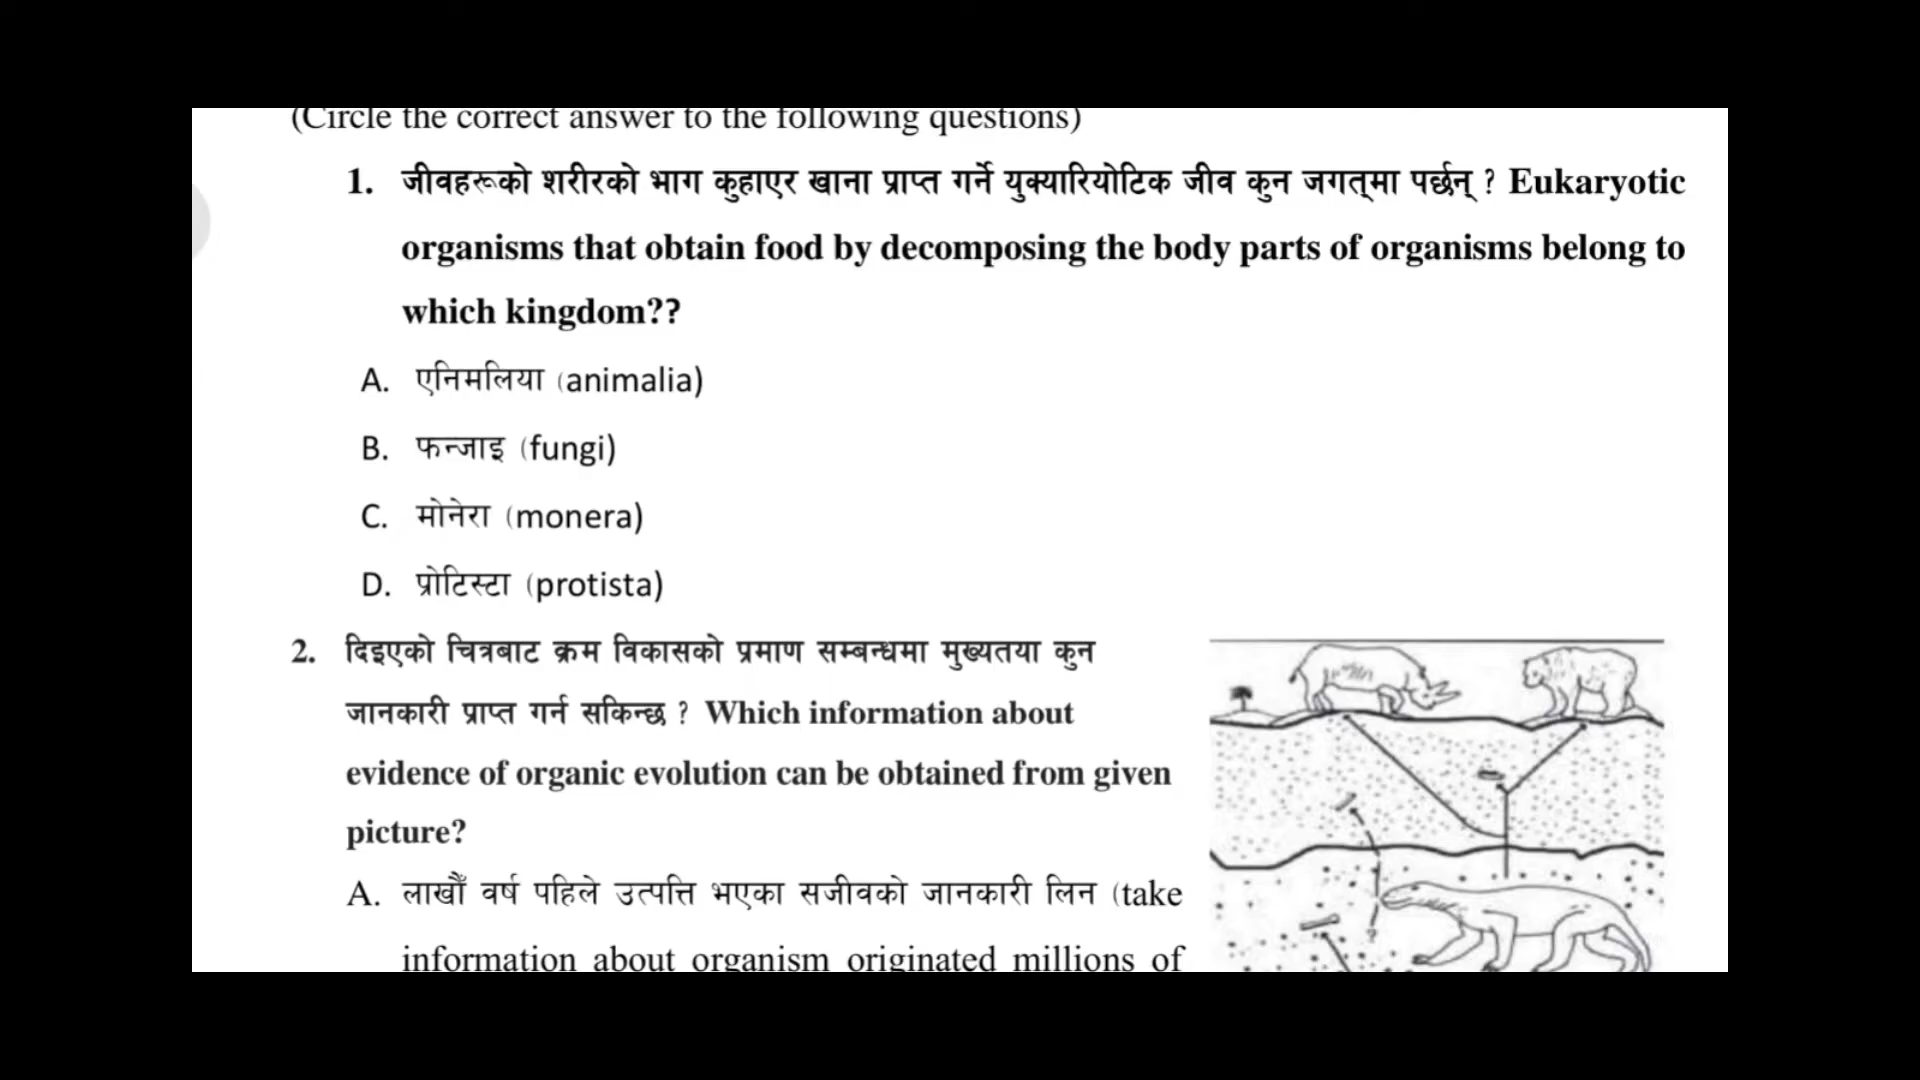 (Circle the correct answer to the following questions)
1. जीवहरूको शरीरको भाग कुहाएर खाना प्राप्त गर्ने युक्यारियोटिक जीव कुन जगत्‌मा पर्छन् ? Eukaryotic
organisms that obtain food by decomposing the body parts of organisms belong to
which kingdom??
A. एनिमलिया (animalia)
B. फन्जाइ (fungi)
C. मोनेरा (monera)
D. प्रोटिस्टा (protista)
2. दिइएको चित्रबाट क्रम विकासको प्रमाण सम्बन्धमा मुख्यतया कुन
जानकारी प्राप्त गर्न सकिन्छ ? Which information about
evidence of organic evolution can be obtained from given
picture?
A. लाखौँ वर्ष पहिले उत्पत्ति भएका सजीवको जानकारी लिन (take
information about organism originated millions of
?